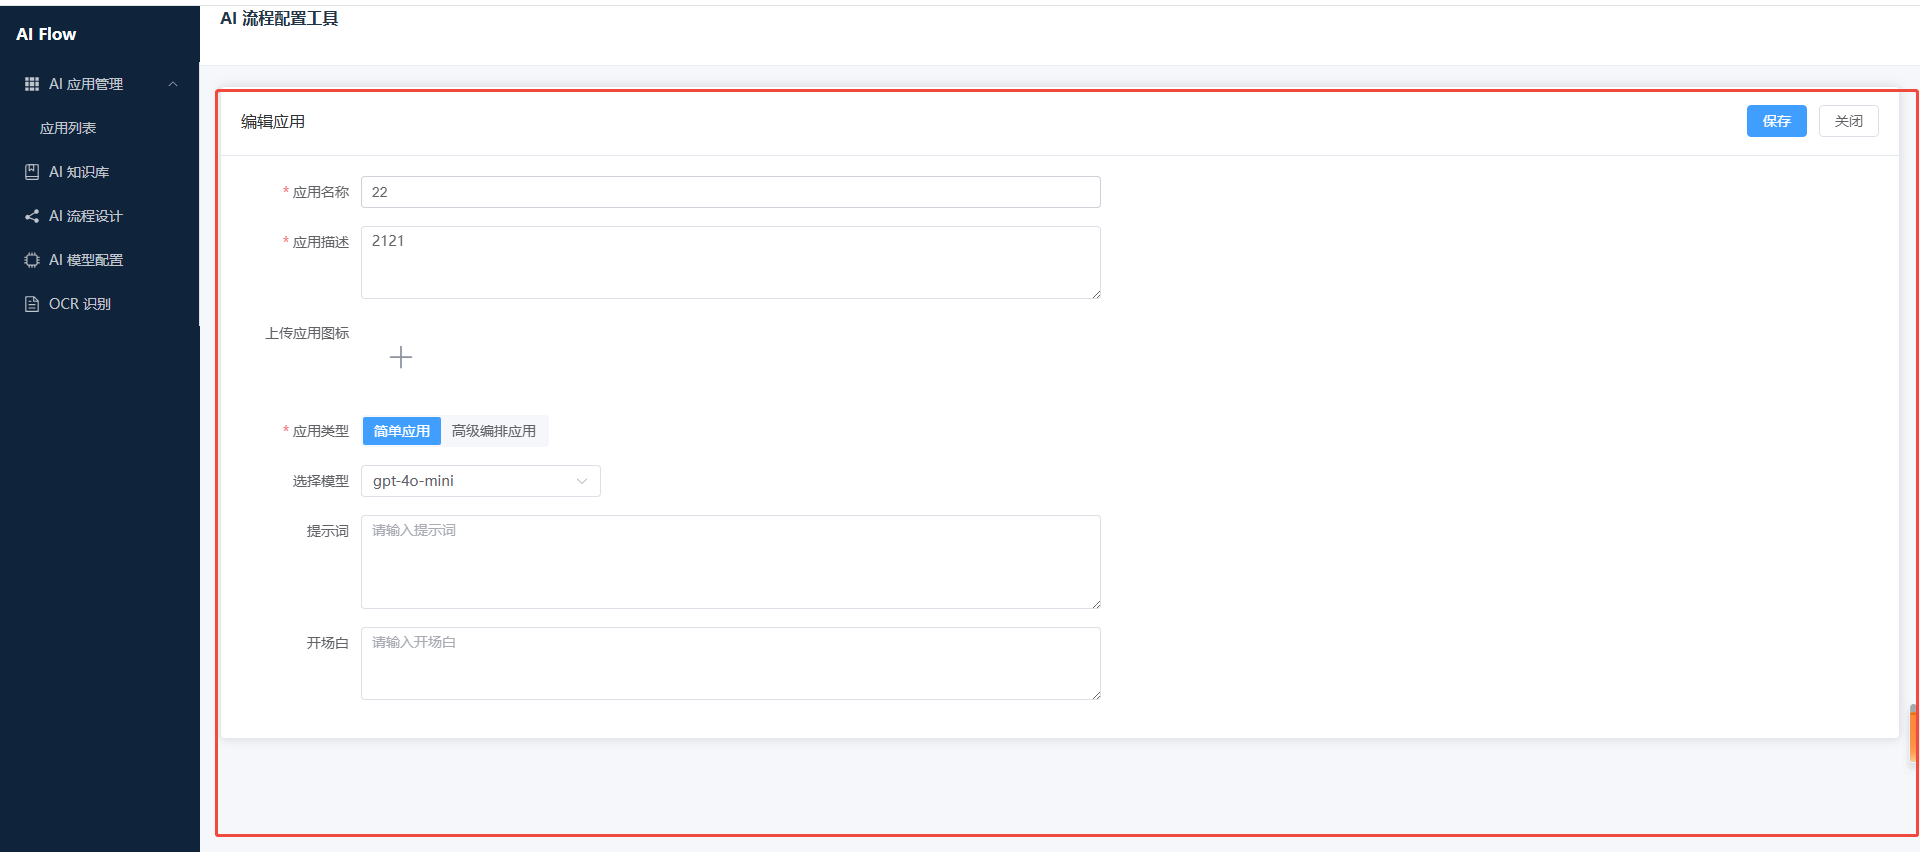 AI Flow
AI 应用管理
应用列表
AI 知识库
AI 流程设计
AI 模型配置
OCR 识别
AI 流程配置工具
编辑应用
保存
关闭
* 应用名称
22
* 应用描述
2121
上传应用图标
* 应用类型
简单应用
高级编排应用
选择模型
gpt-4o-mini
提示词
请输入提示词
开场白
请输入开场白